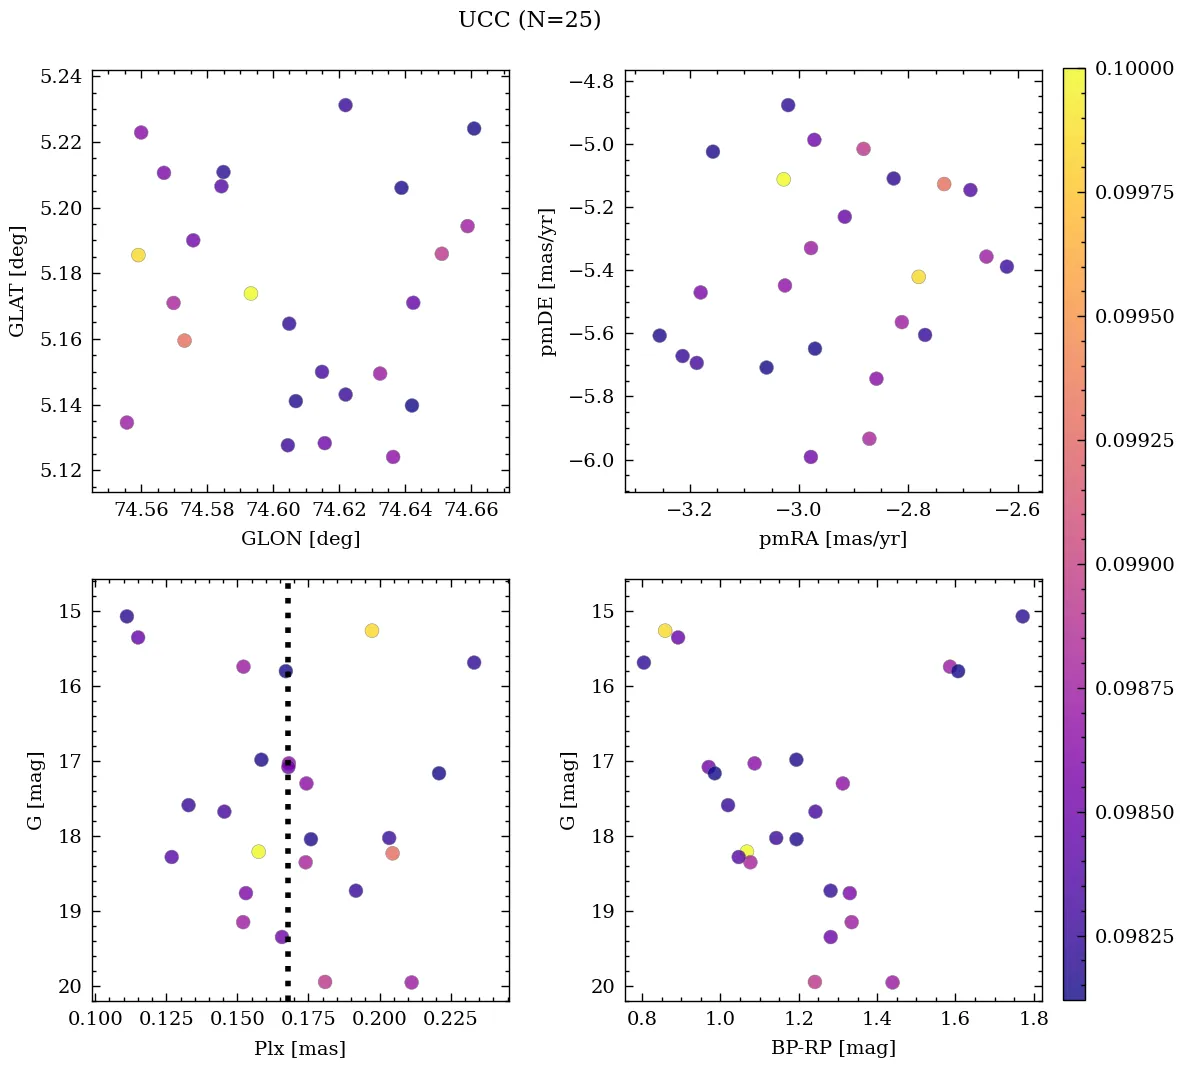 UCC (N=25)
5.24
5.22
5.20
5.18
5.16
5.14
5.12
GLAT [deg]
74.56 74.58 74.60 74.62 74.64 74.66
GLON [deg]
−4.8
−5.0
−5.2
−5.4
−5.6
−5.8
−6.0
pmDE [mas/yr]
−3.2 −3.0 −2.8 −2.6
pmRA [mas/yr]
15
16
17
18
19
20
G [mag]
0.100 0.125 0.150 0.175 0.200 0.225
Plx [mas]
15
16
17
18
19
20
G [mag]
0.8 1.0 1.2 1.4 1.6 1.8
BP-RP [mag]
0.10000
0.09975
0.09950
0.09925
0.09900
0.09875
0.09850
0.09825